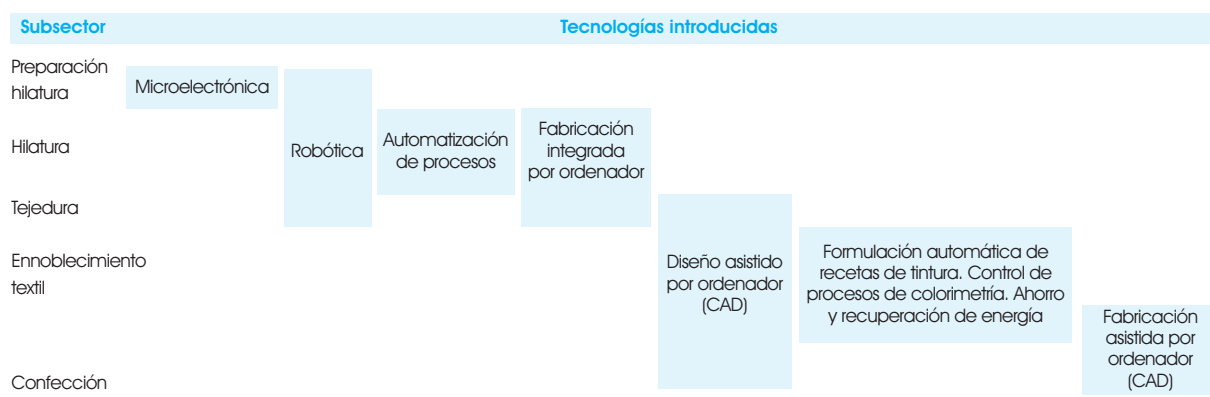 Subsector Tecnologías introducidas
Preparación
hilatura
Microelectrónica
Hilatura
Robótica
Automatización
de procesos
Fabricación
integrada
por ordenador
Tejedura
Ennoblecimiento
textil
Diseño asistido
por ordenador
(CAD)
Formulación automática de
recetas de tintura. Control de
procesos de colorimetría. Ahorro
y recuperación de energía
Fabricación
asistida por
ordenador
(CAD)
Confección